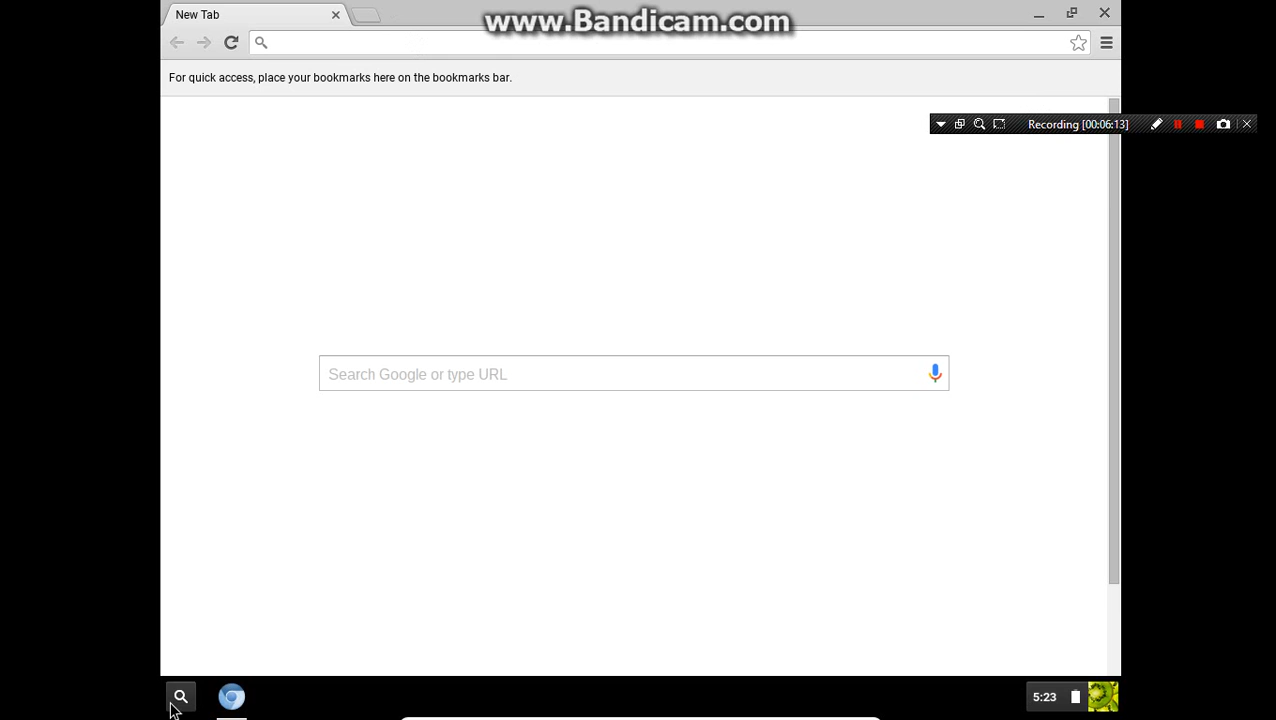 www.Bandicam.com
New Tab
For quick access, place your bookmarks here on the bookmarks bar.
Recording [00:06:13]
Search Google or type URL
5:23